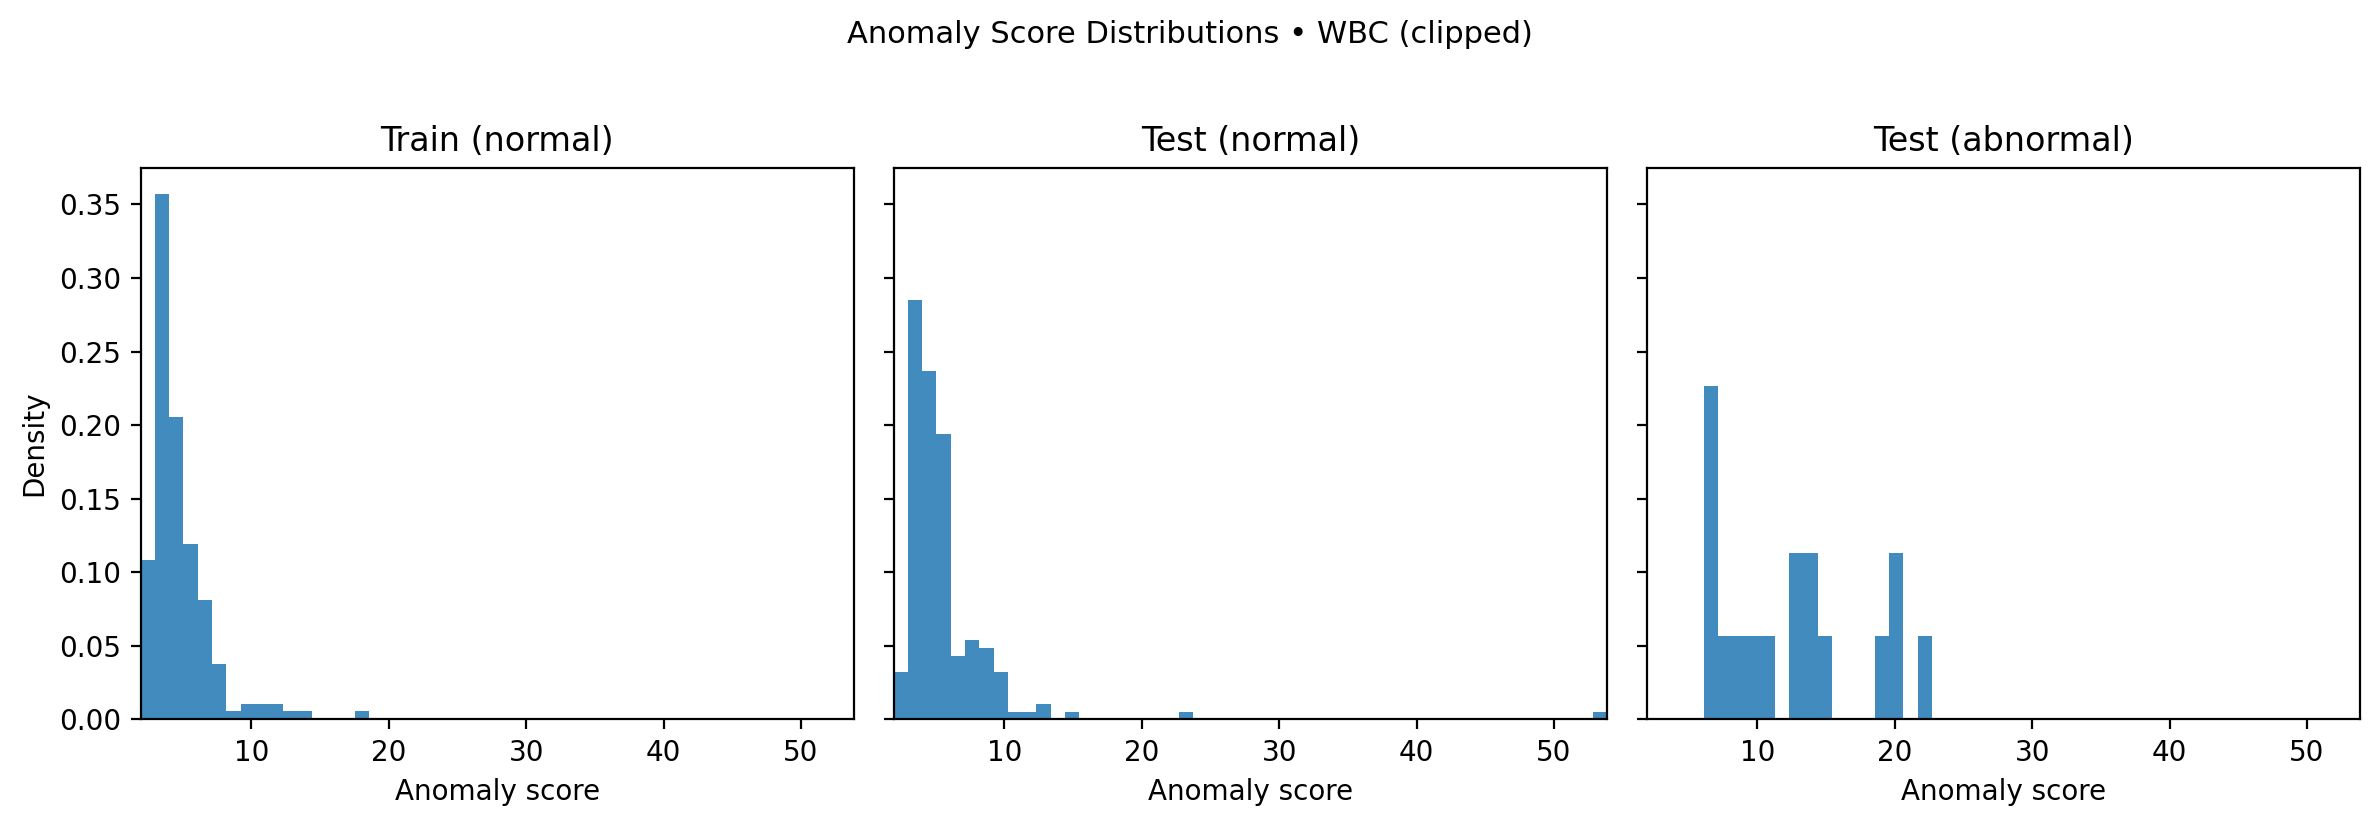 Anomaly Score Distributions • WBC (clipped)
Train (normal)
Test (normal)
Test (abnormal)
Density
0.35
0.30
0.25
0.20
0.15
0.10
0.05
0.00
10 20 30 40 50
10 20 30 40 50
10 20 30 40 50
Anomaly score
Anomaly score
Anomaly score